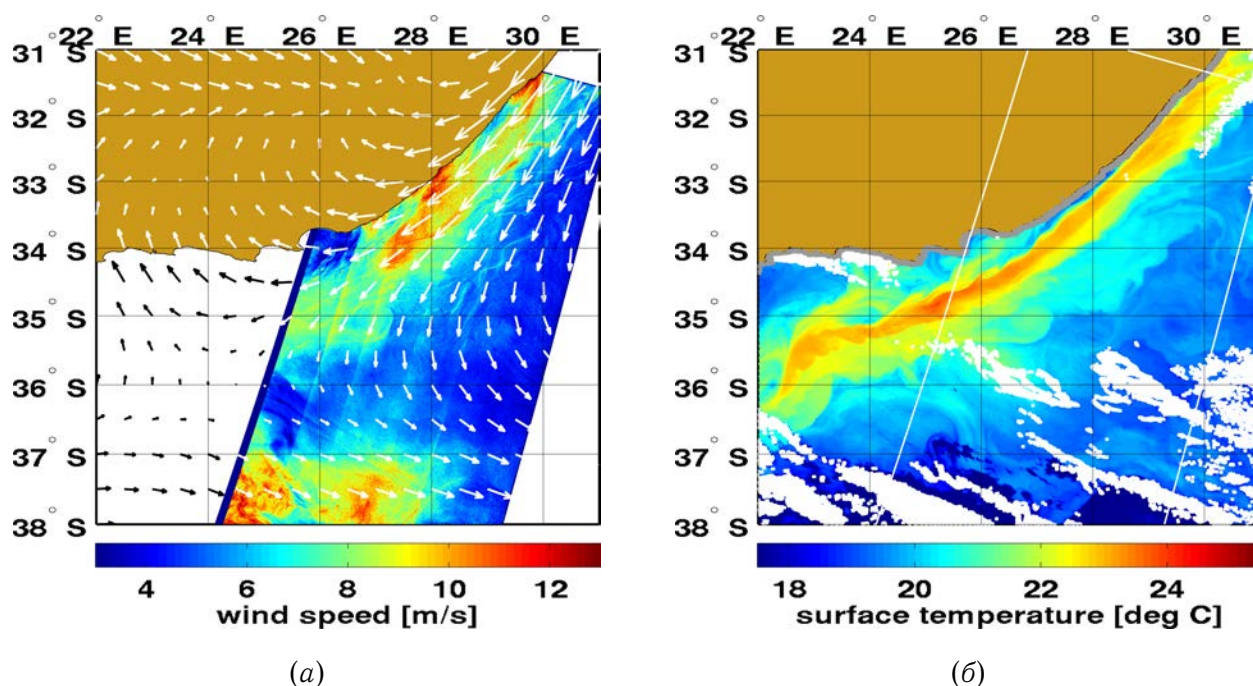 22° E 24° E 26° E 28° E 30° E
31° S
32° S
33° S
34° S
35° S
36° S
37° S
38° S
4 6 8 10 12
wind speed [m/s]
(а)
22° E 24° E 26° E 28° E 30° E
31° S
32° S
33° S
34° S
35° S
36° S
37° S
38° S
18 20 22 24
surface temperature [deg C]
(б)